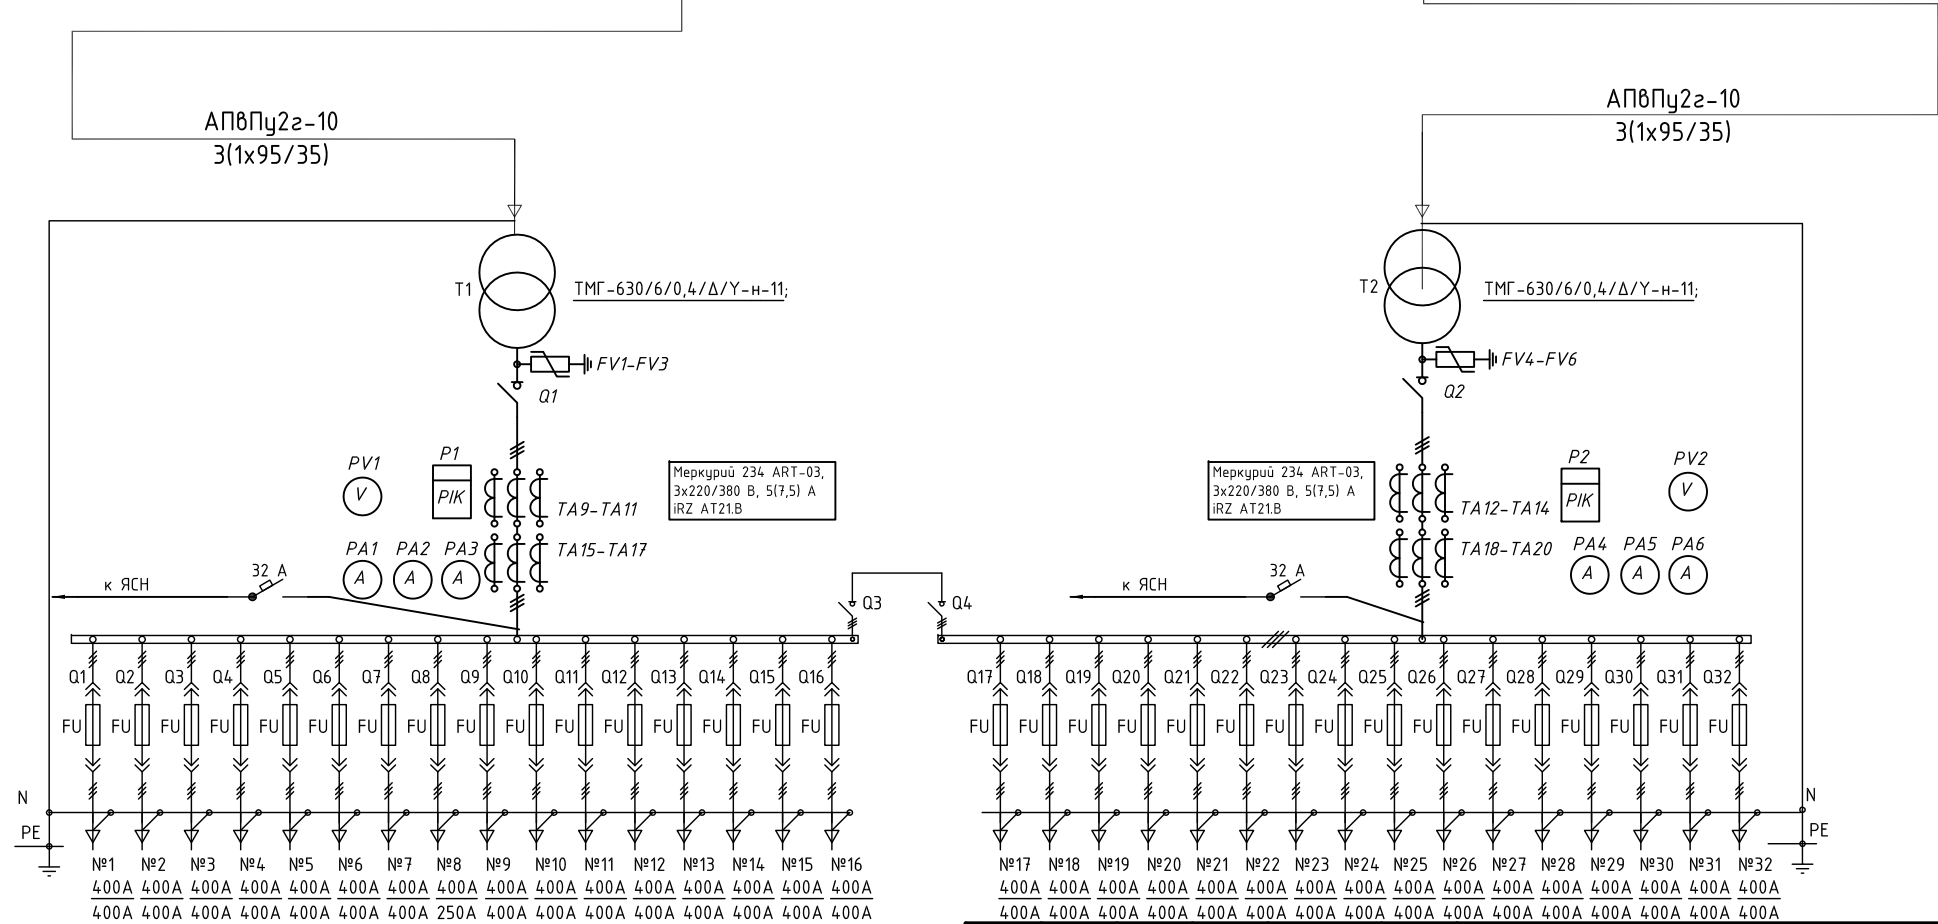 АПвПу2г-10
3(1х95/35)
АПвПу2г-10
3(1х95/35)
Т1
ТМГ-630/6/0,4/Δ/Y-н-11;
Т2
ТМГ-630/6/0,4/Δ/Y-н-11;
FV1-FV3
FV4-FV6
Q1
Q2
PV1
V
P1
PIK
Меркурий 234 ART-03,
3х220/380 В, 5(7,5) А
iRZ AT21.B
TA9-TA11
TA15-TA17
PA1 PA2 PA3
A A A
Меркурий 234 ART-03,
3х220/380 В, 5(7,5) А
iRZ AT21.B
TA12-TA14
TA18-TA20
P2
PIK
PV2
V
PA4 PA5 PA6
A A A
к ЯСН
32 А
Q3
Q4
к ЯСН
32 А
Q1 Q2 Q3 Q4 Q5 Q6 Q7 Q8 Q9 Q10 Q11 Q12 Q13 Q14 Q15 Q16
Q17 Q18 Q19 Q20 Q21 Q22 Q23 Q24 Q25 Q26 Q27 Q28 Q29 Q30 Q31 Q32
FU FU FU FU FU FU FU FU FU FU FU FU FU FU FU FU
FU FU FU FU FU FU FU FU FU FU FU FU FU FU FU FU
N
PE
N
PE
№1 №2 №3 №4 №5 №6 №7 №8 №9 №10 №11 №12 №13 №14 №15 №16
400А 400А 400А 400А 400А 400А 400А 400А 400А 400А 400А 400А 400А 400А 400А 400А
400А 400А 400А 400А 400А 400А 400А 250А 400А 400А 400А 400А 400А 400А 400А 400А
№17 №18 №19 №20 №21 №22 №23 №24 №25 №26 №27 №28 №29 №30 №31 №32
400А 400А 400А 400А 400А 400А 400А 400А 400А 400А 400А 400А 400А 400А 400А 400А
400А 400А 400А 400А 400А 400А 400А 400А 400А 400А 400А 400А 400А 400А 400А 400А